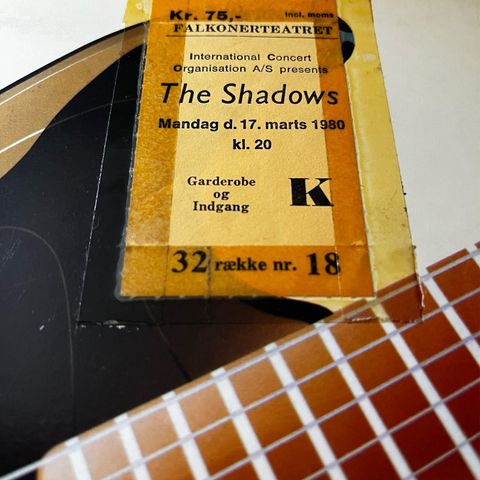 Kr. 75,- incl. moms
FALKONERTEATRET
International Concert
Organisation A/S presents
The Shadows
Mandag d. 17. marts 1980
kl. 20
Garderobe
og
Indgang
K
32 række nr. 18